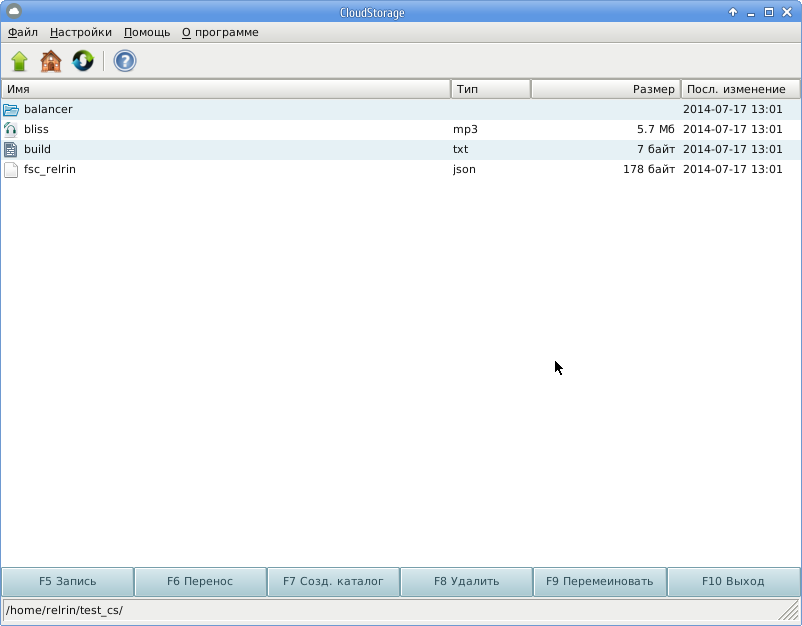 CloudStorage
Файл Настройки Помощь О программе
Имя Тип Размер Посл. изменение
balancer 2014-07-17 13:01
bliss mp3 5.7 Мб 2014-07-17 13:01
build txt 7 байт 2014-07-17 13:01
fsc_relrin json 178 байт 2014-07-17 13:01
F5 Запись F6 Перенос F7 Созд. каталог F8 Удалить F9 Перемеиновать F10 Выход
/home/relrin/test_cs/